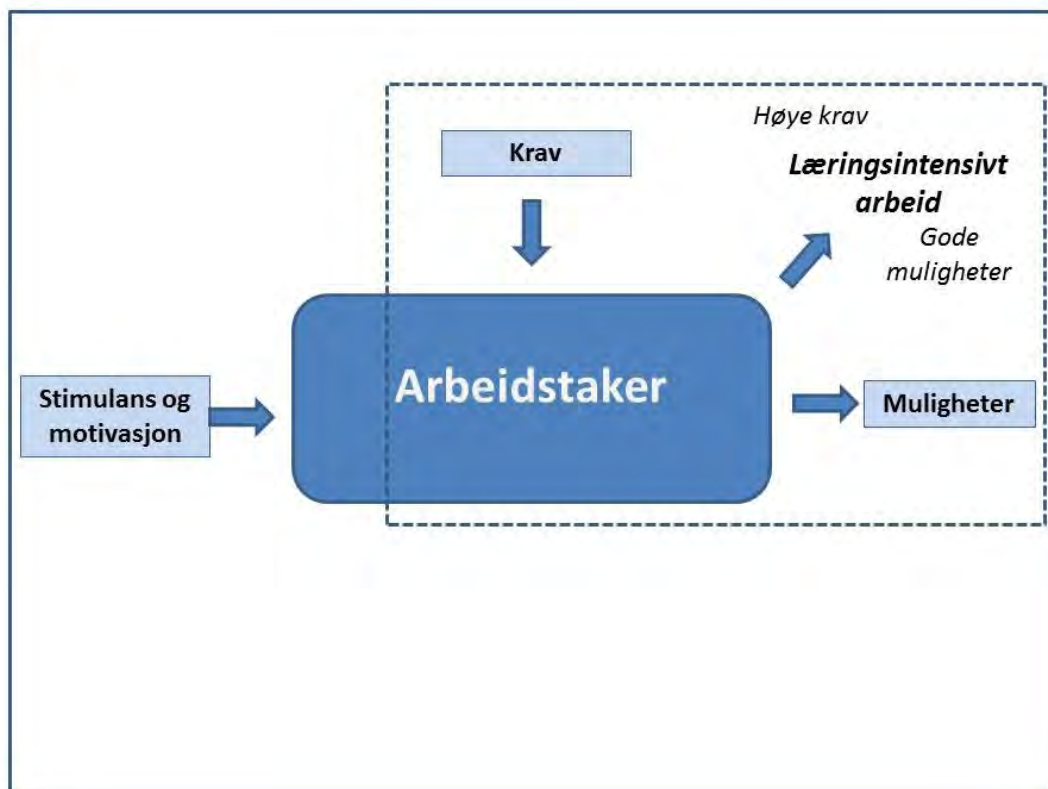 Høye krav
Krav
Læringsintensivt
arbeid
Gode
muligheter
Arbeidstaker
Stimulans og
motivasjon
Muligheter